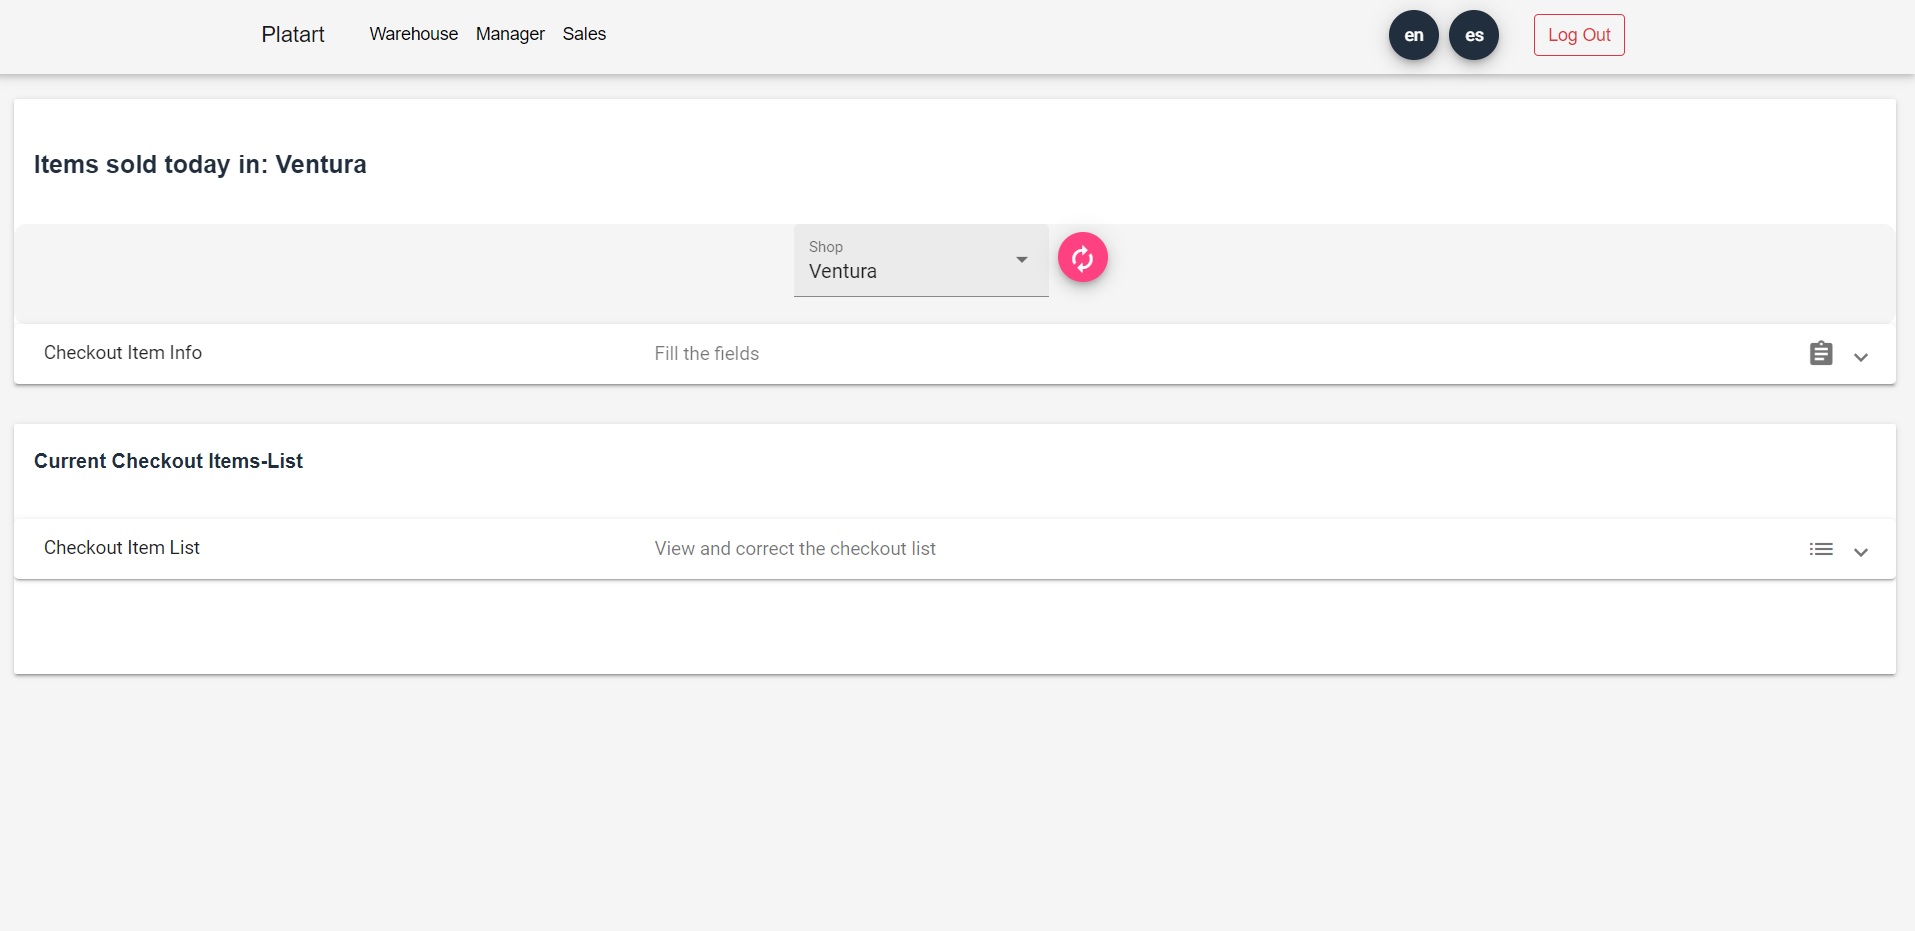 Platart Warehouse Manager Sales en es Log Out
Items sold today in: Ventura
Shop
Ventura
Checkout Item Info Fill the fields
Current Checkout Items-List
Checkout Item List View and correct the checkout list